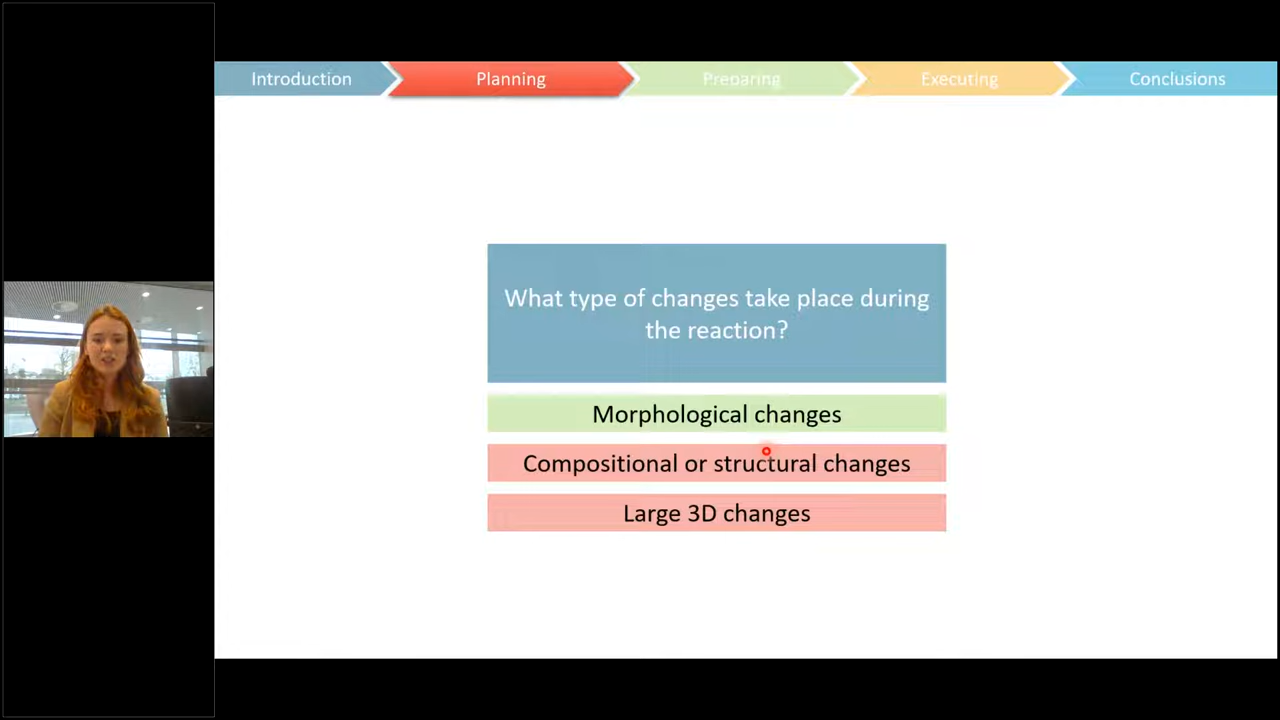 Introduction
Planning
Preparing
Executing
Conclusions
What type of changes take place during
the reaction?
Morphological changes
Compositional or structural changes
Large 3D changes